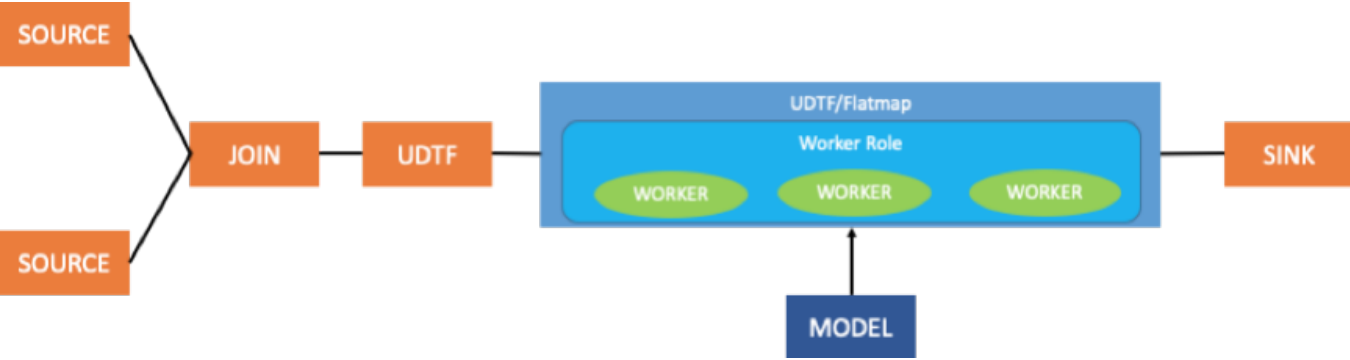 SOURCE
SOURCE
JOIN
UDTF
UDTF/Flatmap
Worker Role
WORKER
WORKER
WORKER
MODEL
SINK